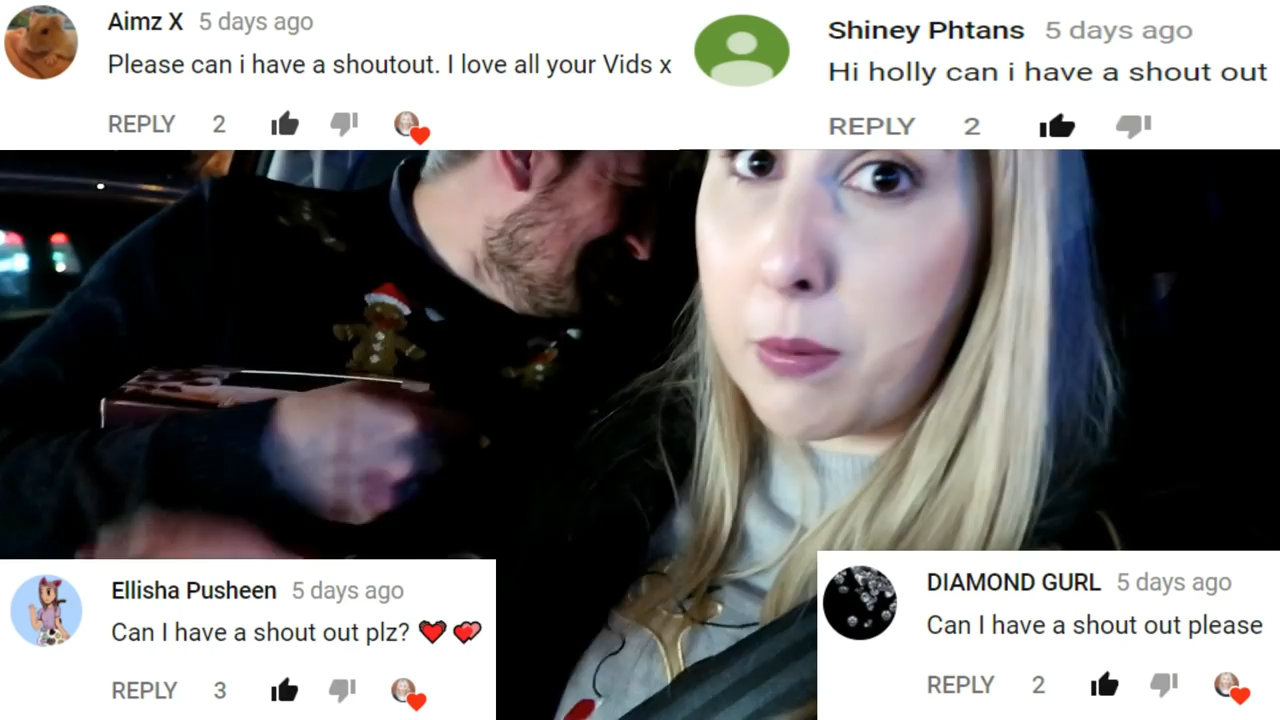 Aimz X 5 days ago
Please can i have a shoutout. I love all your Vids x
REPLY 2
Shiney Phtans 5 days ago
Hi holly can i have a shout out
REPLY 2
Ellisha Pusheen 5 days ago
Can I have a shout out plz? ❤️ 💕
REPLY 3
DIAMOND GURL 5 days ago
Can I have a shout out please
REPLY 2